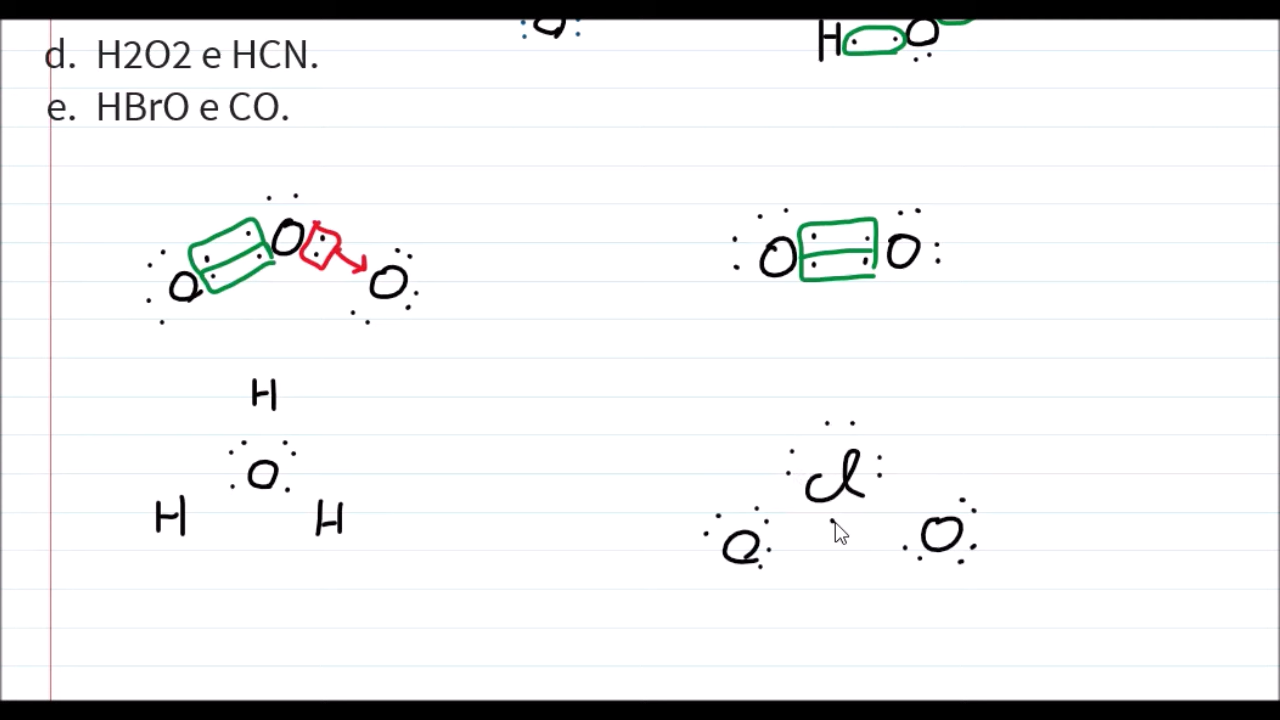 O
H O
d. H2O2 e HCN.
e. HBrO e CO.
O O O
O O
H
O
H H
Cl
O O